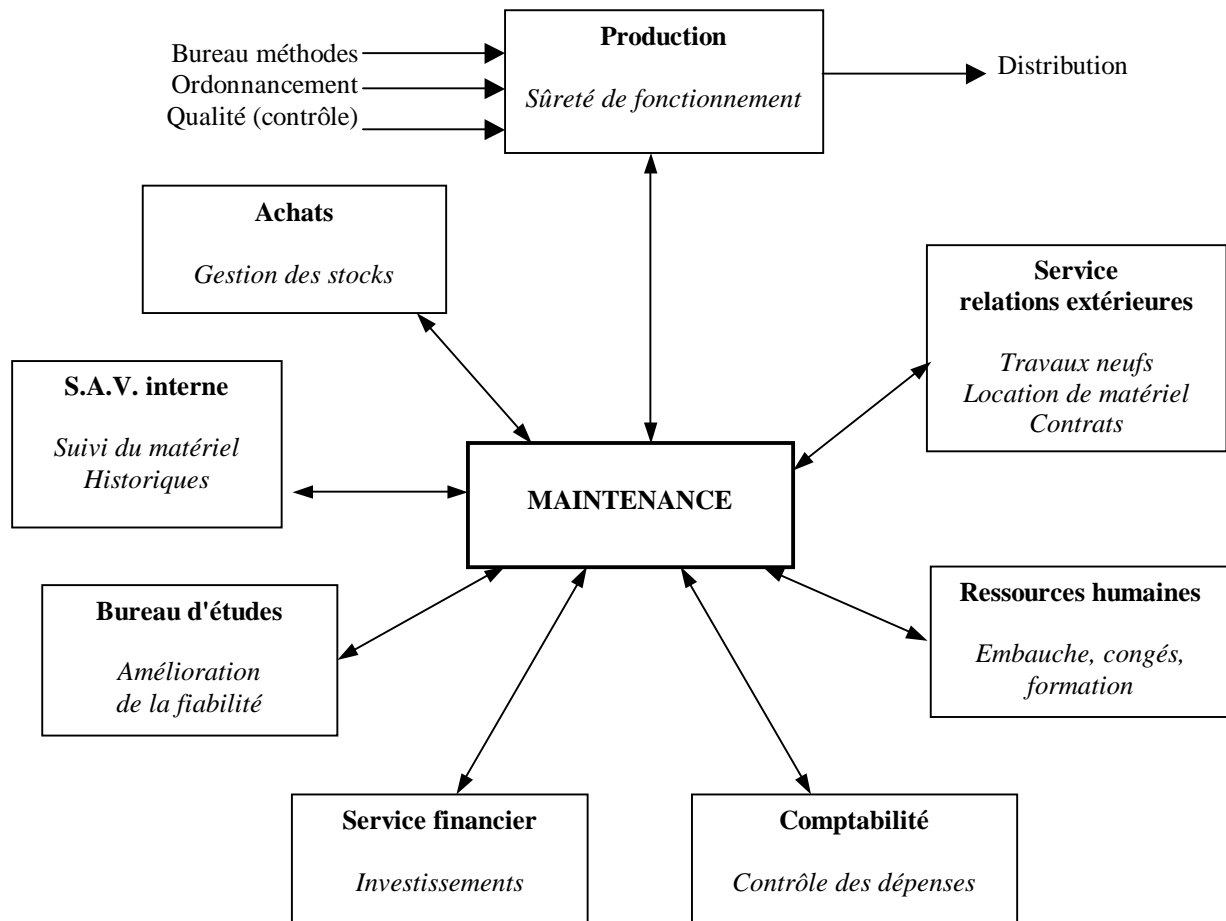 Production
Sûreté de fonctionnement
Bureau méthodes
Ordonnancement
Qualité (contrôle)
Distribution
Achats
Gestion des stocks
Service
relations extérieures
Travaux neufs
Location de matériel
Contrats
S.A.V. interne
Suivi du matériel
Historiques
MAINTENANCE
Bureau d'études
Amélioration
de la fiabilité
Ressources humaines
Embauche, congés,
formation
Service financier
Investissements
Comptabilité
Contrôle des dépenses